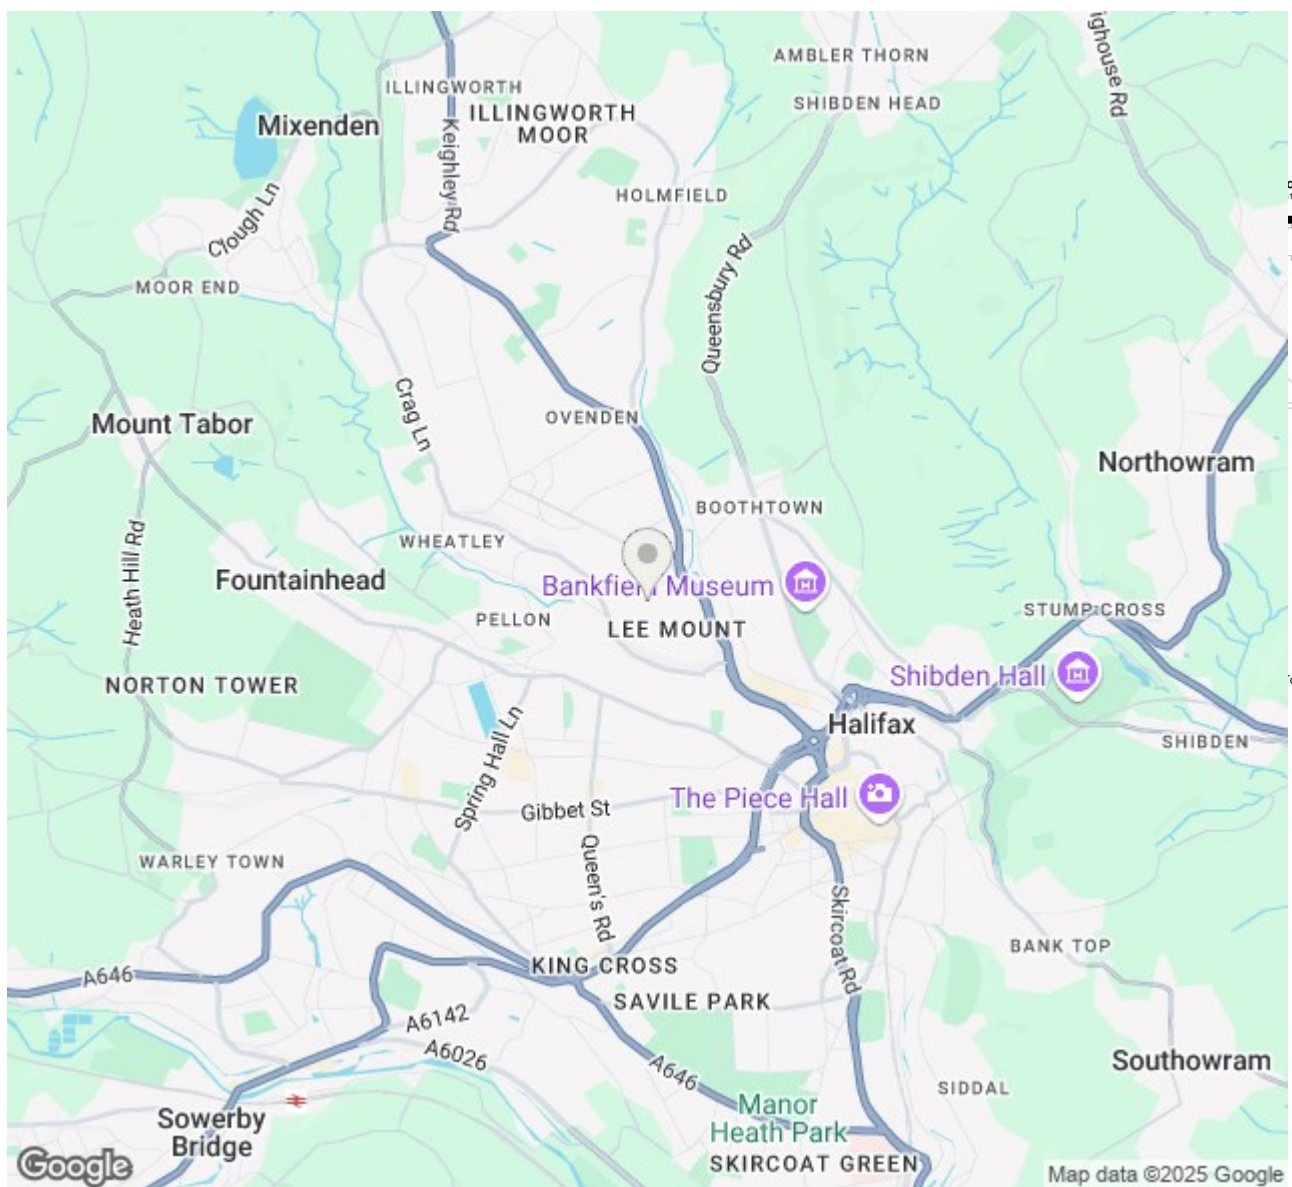 AMBLER THORN
ighouse Rd
ILLINGWORTH
SHIBDEN HEAD
ILLINGWORTH
MOOR
Mixenden
Keighley Rd
HOLMFIELD
Clough Ln
Queensbury Rd
MOOR END
Crag Ln
OVENDEN
Mount Tabor
Northowram
BOOTHTOWN
Heath Hill Rd
WHEATLEY
Fountainhead
Bankfield Museum
STUMP CROSS
PELLON
LEE MOUNT
Shibden Hall
NORTON TOWER
Spring Hall Ln
Halifax
SHIBDEN
The Piece Hall
Gibbet St
WARLEY TOWN
Queen's Rd
Skircoat Rd
BANK TOP
KING CROSS
A646
SAVILE PARK
A6142
A6026
A646
Southowram
SIDDAL
Manor
Heath Park
Sowerby
Bridge
SKIRCOAT GREEN
Google
Map data ©2025 Google